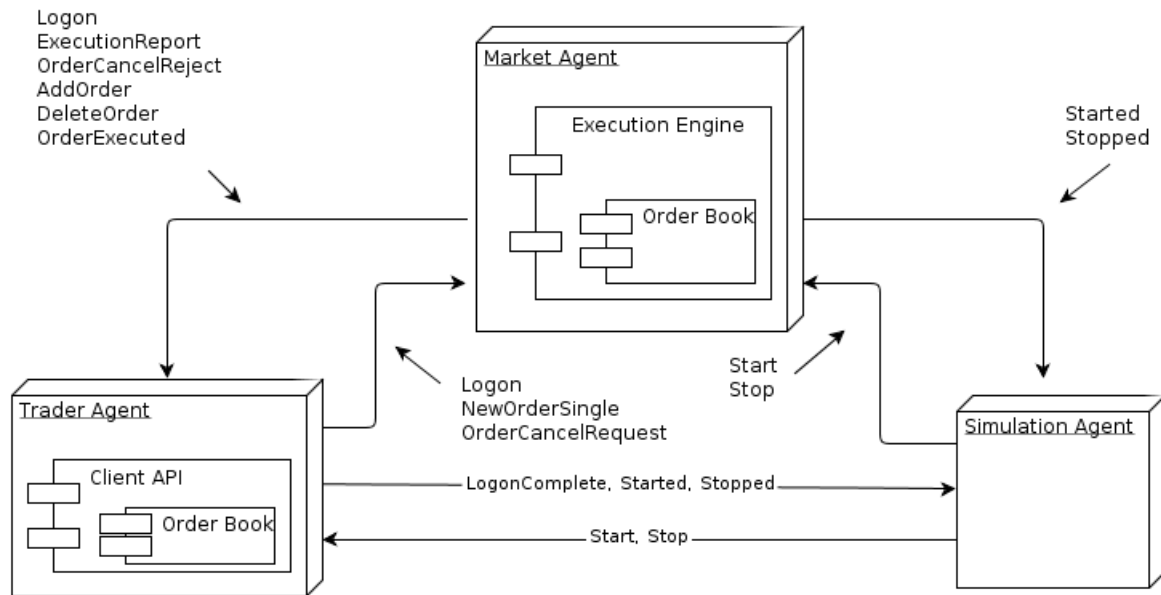 Logon
ExecutionReport
OrderCancelReject
AddOrder
DeleteOrder
OrderExecuted
Market Agent
Execution Engine
Order Book
Started
Stopped
Start
Stop
Logon
NewOrderSingle
OrderCancelRequest
Trader Agent
Client API
Order Book
Simulation Agent
LogonComplete, Started, Stopped
Start, Stop